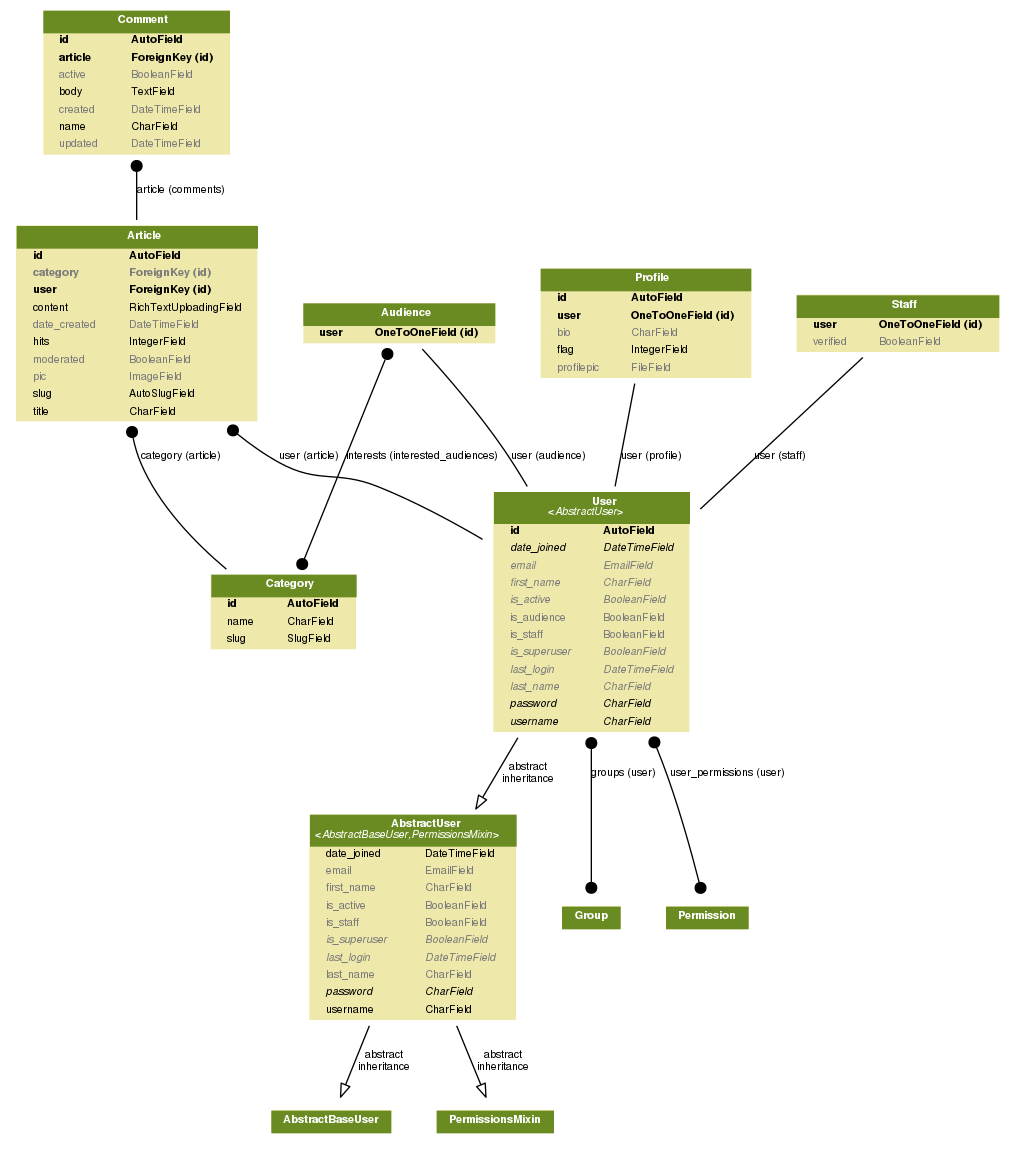 Comment
id AutoField
article ForeignKey (id)
active BooleanField
body TextField
created DateTimeField
name CharField
updated DateTimeField
article (comments)
Article
id AutoField
category ForeignKey (id)
user ForeignKey (id)
content RichTextUploadingField
date_created DateTimeField
hits IntegerField
moderated BooleanField
pic ImageField
slug AutoSlugField
title CharField
Audience
user OneToOneField (id)
Profile
id AutoField
user OneToOneField (id)
bio CharField
flag IntegerField
profilepic FileField
Staff
user OneToOneField (id)
verified BooleanField
category (article)
user (article)
interests (interested_audiences)
user (audience)
user (profile)
user (staff)
Category
id AutoField
name CharField
slug SlugField
User
<AbstractUser>
id AutoField
date_joined DateTimeField
email EmailField
first_name CharField
is_active BooleanField
is_audience BooleanField
is_staff BooleanField
is_superuser BooleanField
last_login DateTimeField
last_name CharField
password CharField
username CharField
abstract
inheritance
groups (user)
user_permissions (user)
AbstractUser
<AbstractBaseUser,PermissionsMixin>
date_joined DateTimeField
email EmailField
first_name CharField
is_active BooleanField
is_staff BooleanField
is_superuser BooleanField
last_login DateTimeField
last_name CharField
password CharField
username CharField
Group
Permission
abstract
inheritance
abstract
inheritance
AbstractBaseUser
PermissionsMixin